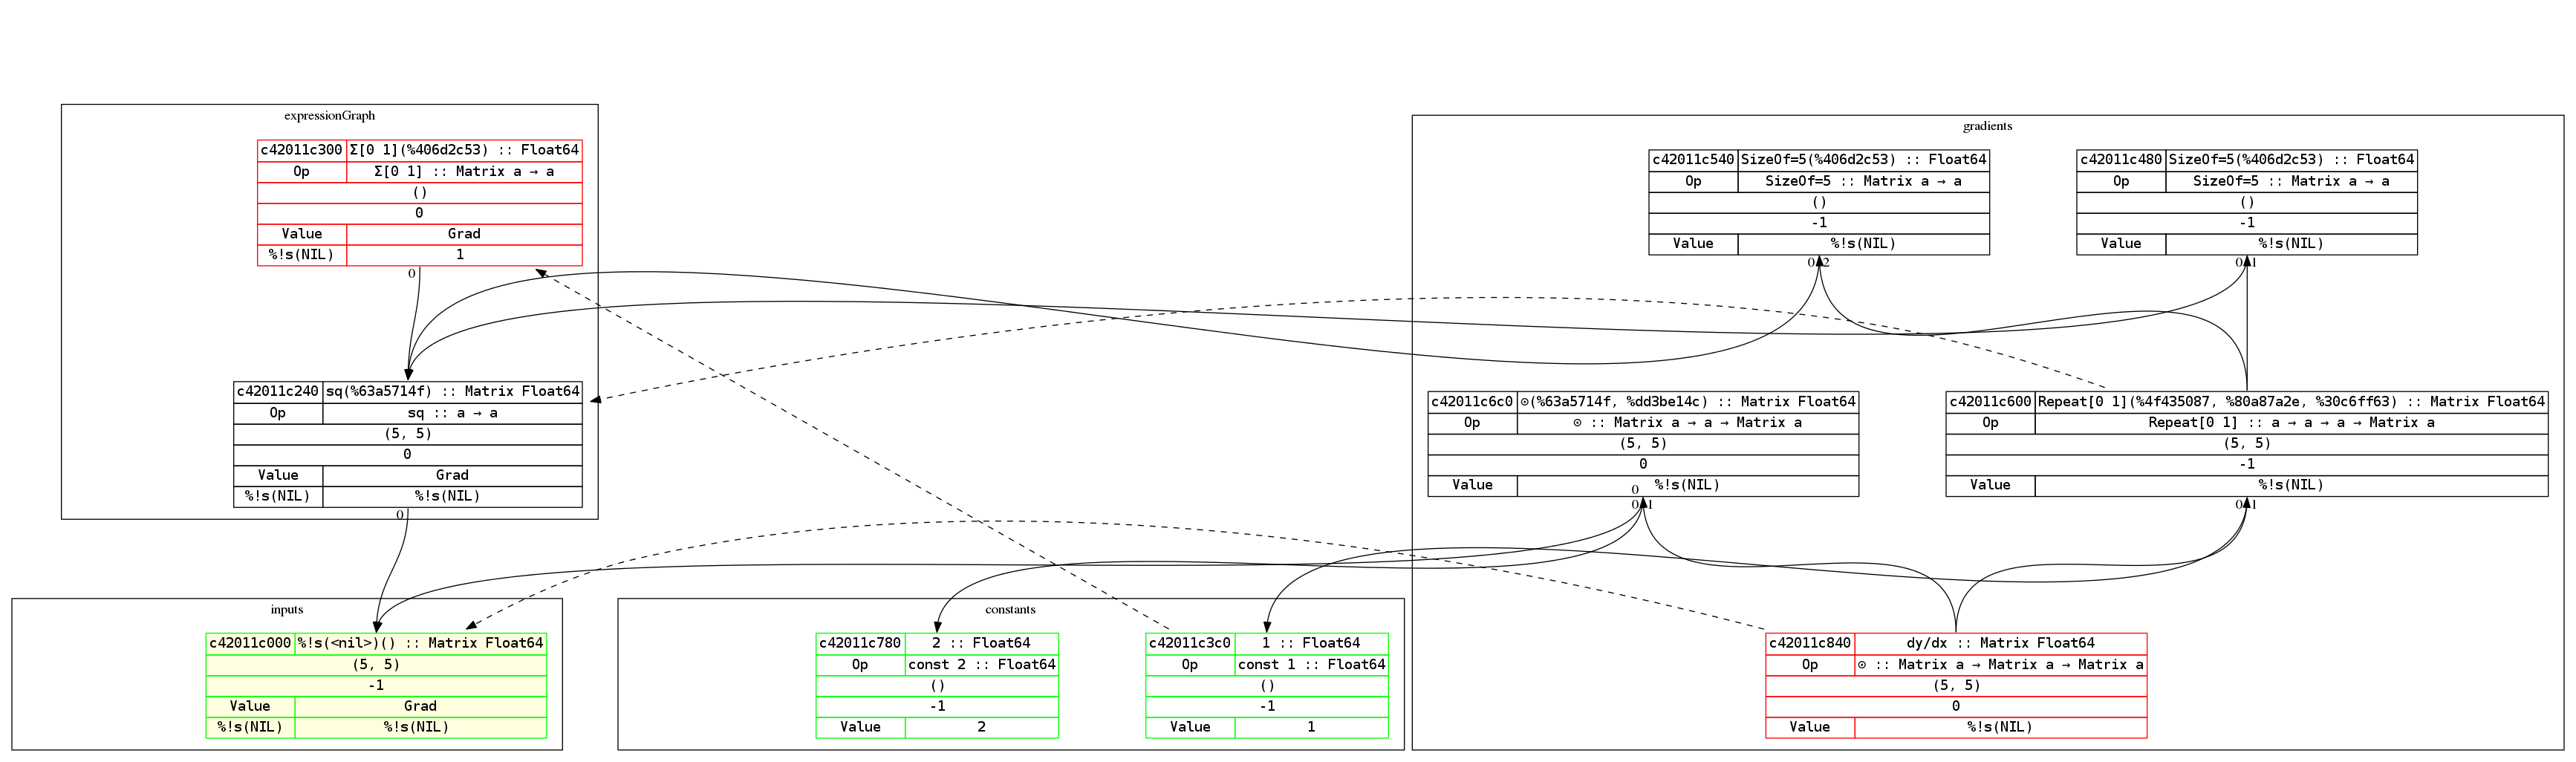 expressionGraph
c42011c300 Σ[0 1](%406d2c53) :: Float64
Op Σ[0 1] :: Matrix a → a
()
0
Value Grad
%!s(NIL) 1
0
c42011c240 sq(%63a5714f) :: Matrix Float64
Op sq :: a → a
(5, 5)
0
Value Grad
%!s(NIL) %!s(NIL)
0
inputs
c42011c000 %!s(<nil>)() :: Matrix Float64
(5, 5)
-1
Value Grad
%!s(NIL) %!s(NIL)
constants
c42011c780 2 :: Float64
Op const 2 :: Float64
()
-1
Value 2
c42011c3c0 1 :: Float64
Op const 1 :: Float64
()
-1
Value 1
gradients
c42011c540 SizeOf=5(%406d2c53) :: Float64
Op SizeOf=5 :: Matrix a → a
()
-1
Value %!s(NIL)
0 2
c42011c480 SizeOf=5(%406d2c53) :: Float64
Op SizeOf=5 :: Matrix a → a
()
-1
Value %!s(NIL)
0 1
c42011c6c0 ⊙(%63a5714f, %dd3be14c) :: Matrix Float64
Op ⊙ :: Matrix a → a → Matrix a
(5, 5)
0
Value %!s(NIL)
0
0 1
c42011c600 Repeat[0 1](%4f435087, %80a87a2e, %30c6ff63) :: Matrix Float64
Op Repeat[0 1] :: a → a → a → Matrix a
(5, 5)
-1
Value %!s(NIL)
0 1
c42011c840 dy/dx :: Matrix Float64
Op ⊙ :: Matrix a → Matrix a → Matrix a
(5, 5)
0
Value %!s(NIL)